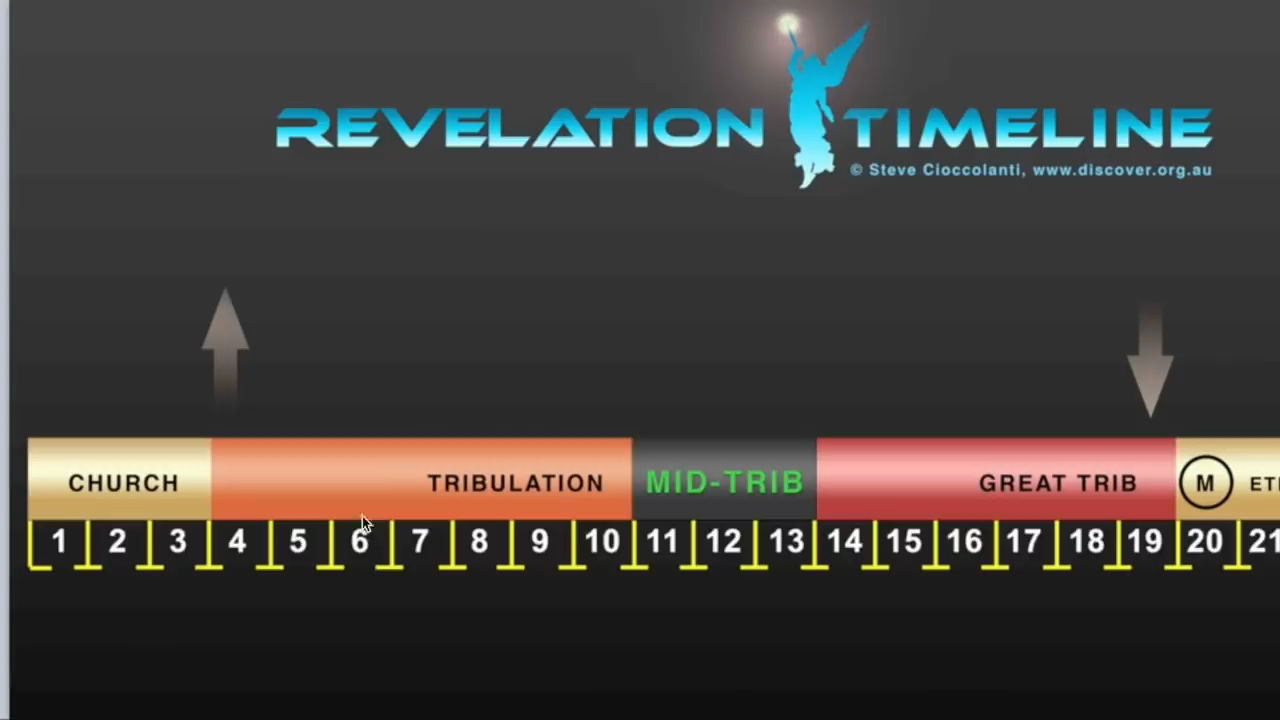 REVELATION TIMELINE
© Steve Cioccolanti, www.discover.org.au
CHURCH TRIBULATION MID-TRIB GREAT TRIB M
1 2 3 4 5 6 7 8 9 10 11 12 13 14 15 16 17 18 19 20 21